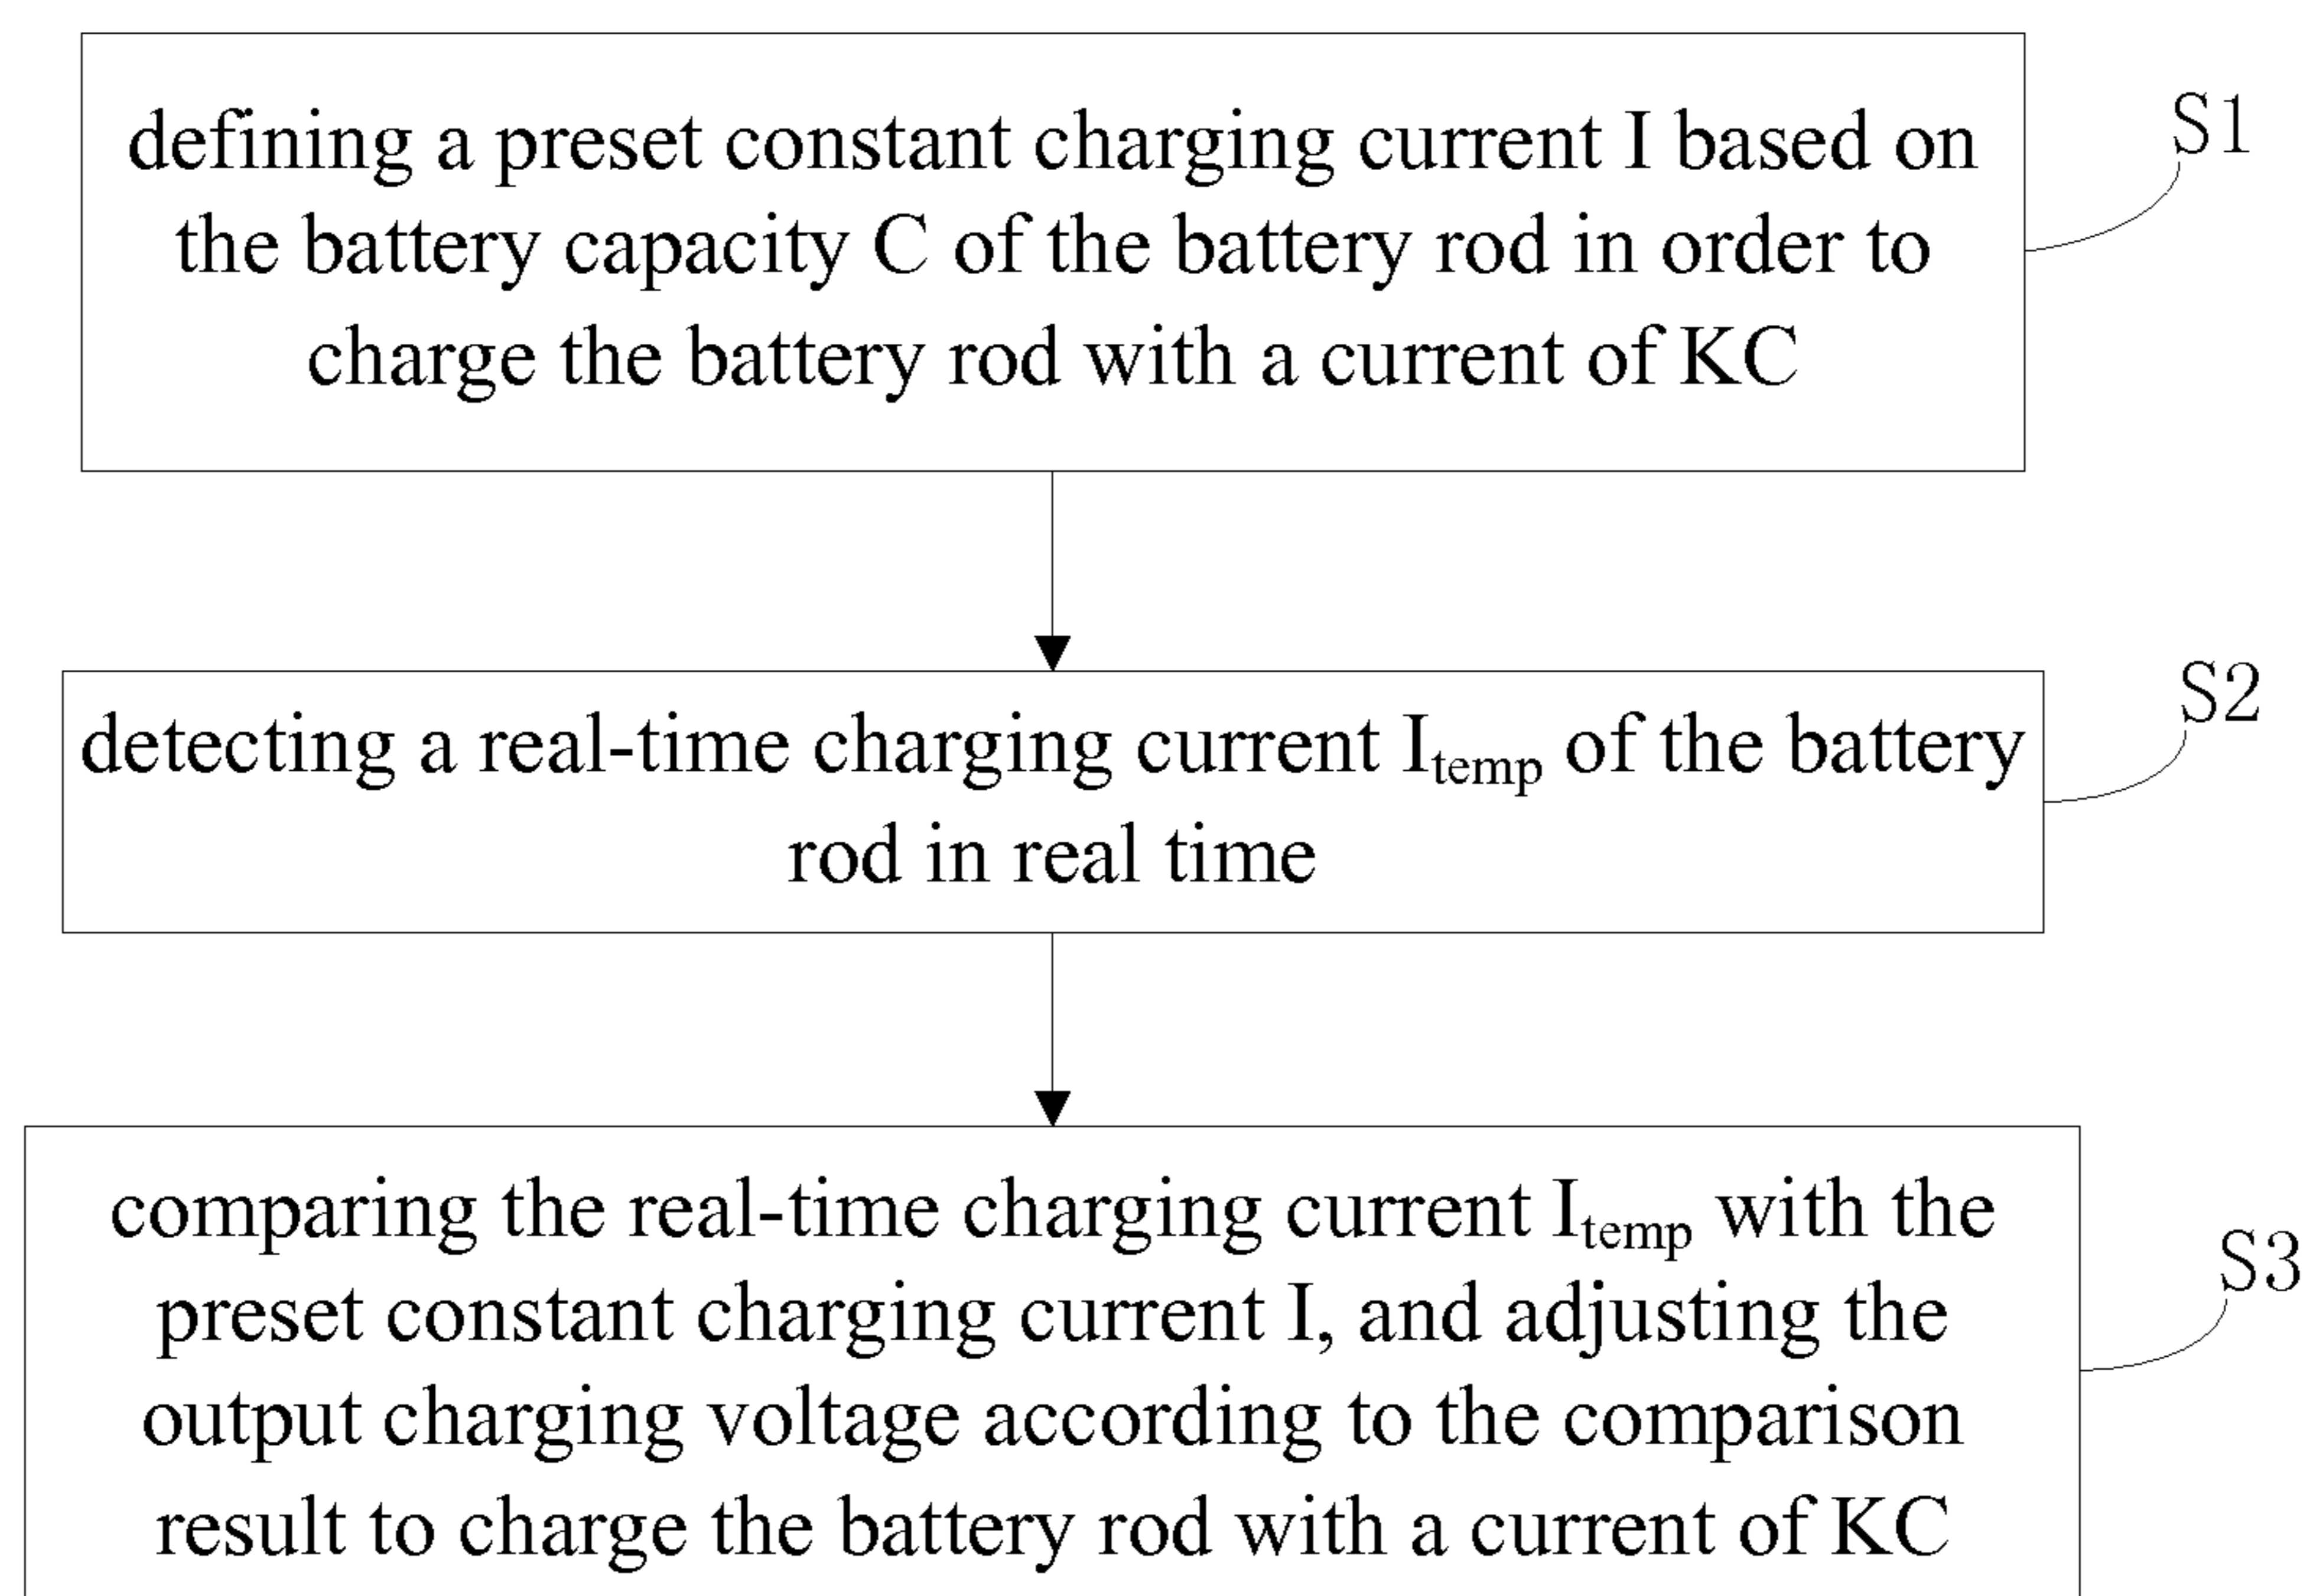 defining a preset constant charging current I based on
the battery capacity C of the battery rod in order to
charge the battery rod with a current of KC
S1
detecting a real-time charging current I_temp of the battery
rod in real time
S2
comparing the real-time charging current I_temp with the
preset constant charging current I, and adjusting the
output charging voltage according to the comparison
result to charge the battery rod with a current of KC
S3